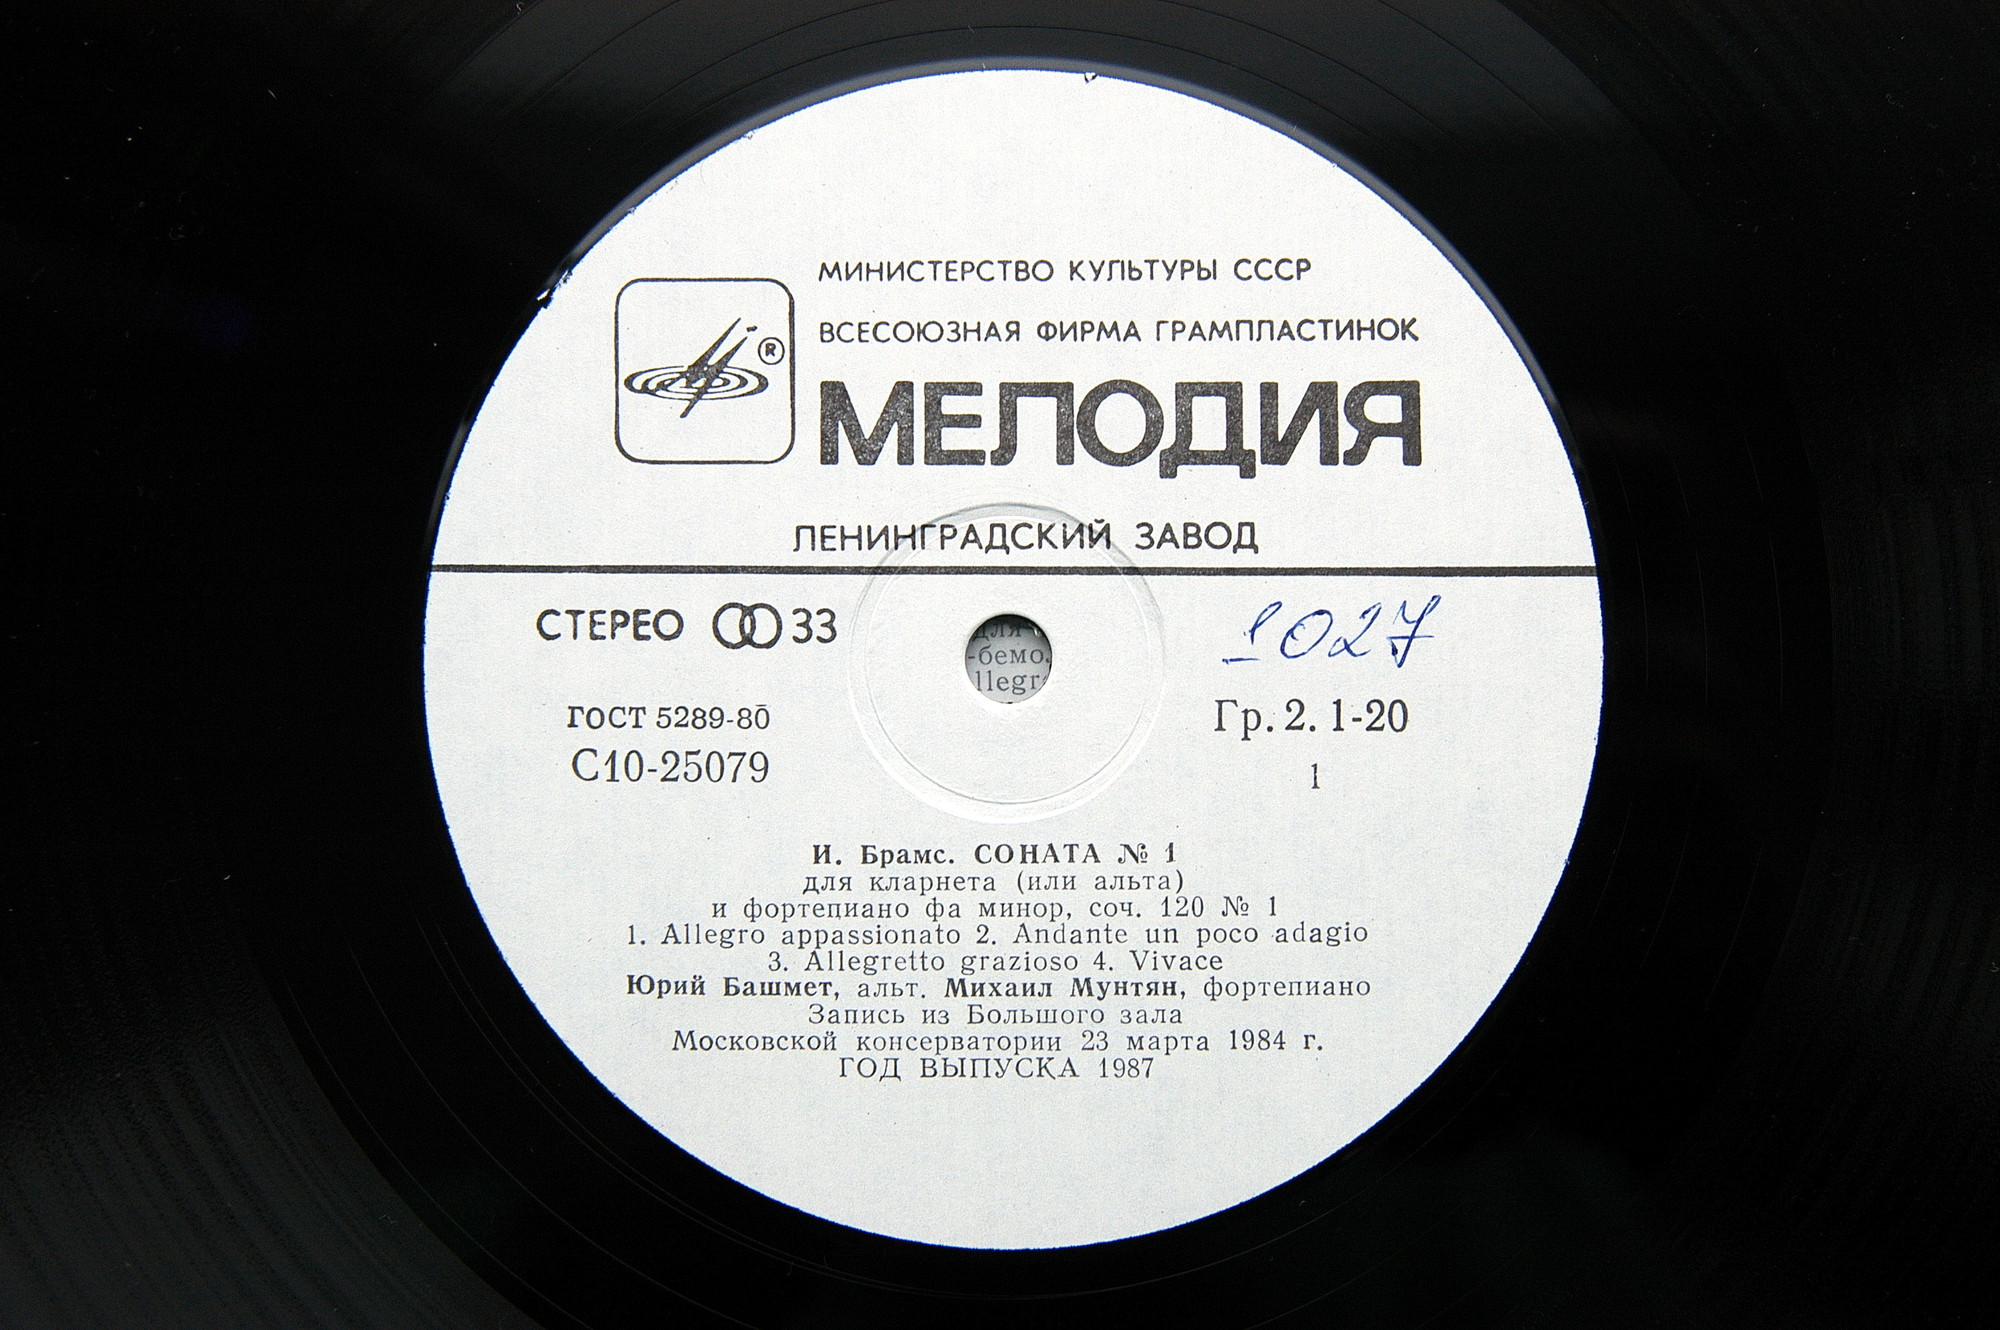 МИНИСТЕРСТВО КУЛЬТУРЫ СССР
ВСЕСОЮЗНАЯ ФИРМА ГРАМПЛАСТИНОК
®
МЕЛОДИЯ
ЛЕНИНГРАДСКИЙ ЗАВОД
СТЕРЕО 33
1027
для
-бемо
llegr
ГОСТ 5289-80
Гр. 2. 1-20
С10-25079
1
И. Брамс. СОНАТА № 1
для кларнета (или альта)
и фортепиано фа минор, соч. 120 № 1
1. Allegro appassionato 2. Andante un poco adagio
3. Allegretto grazioso 4. Vivace
Юрий Башмет, альт. Михаил Мунтян, фортепиано
Запись из Большого зала
Московской консерватории 23 марта 1984 г.
ГОД ВЫПУСКА 1987